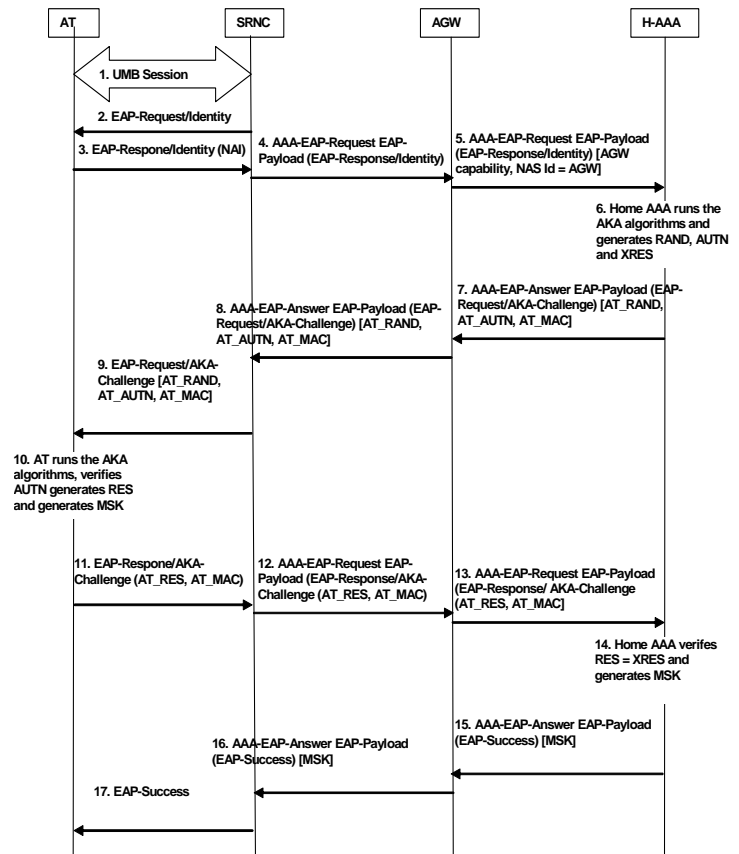 AT
SRNC
AGW
H-AAA
1. UMB Session
2. EAP-Request/Identity
3. EAP-Respone/Identity (NAI)
4. AAA-EAP-Request EAP-
Payload (EAP-Response/Identity)
5. AAA-EAP-Request EAP-Payload
(EAP-Response/Identity) [AGW
capability, NAS Id = AGW]
6. Home AAA runs the
AKA algorithms and
generates RAND, AUTN
and XRES
7. AAA-EAP-Answer EAP-Payload (EAP-
Request/AKA-Challenge) [AT_RAND,
AT_AUTN, AT_MAC]
8. AAA-EAP-Answer EAP-Payload (EAP-
Request/AKA-Challenge) [AT_RAND,
AT_AUTN, AT_MAC]
9. EAP-Request/AKA-
Challenge [AT_RAND,
AT_AUTN, AT_MAC]
10. AT runs the AKA
algorithms, verifies
AUTN generates RES
and generates MSK
11. EAP-Respone/AKA-
Challenge (AT_RES, AT_MAC)
12. AAA-EAP-Request EAP-
Payload (EAP-Response/AKA-
Challenge (AT_RES, AT_MAC)
13. AAA-EAP-Request EAP-Payload
(EAP-Response/ AKA-Challenge
(AT_RES, AT_MAC]
14. Home AAA verifes
RES = XRES and
generates MSK
15. AAA-EAP-Answer EAP-Payload
(EAP-Success) [MSK]
16. AAA-EAP-Answer EAP-Payload
(EAP-Success) [MSK]
17. EAP-Success